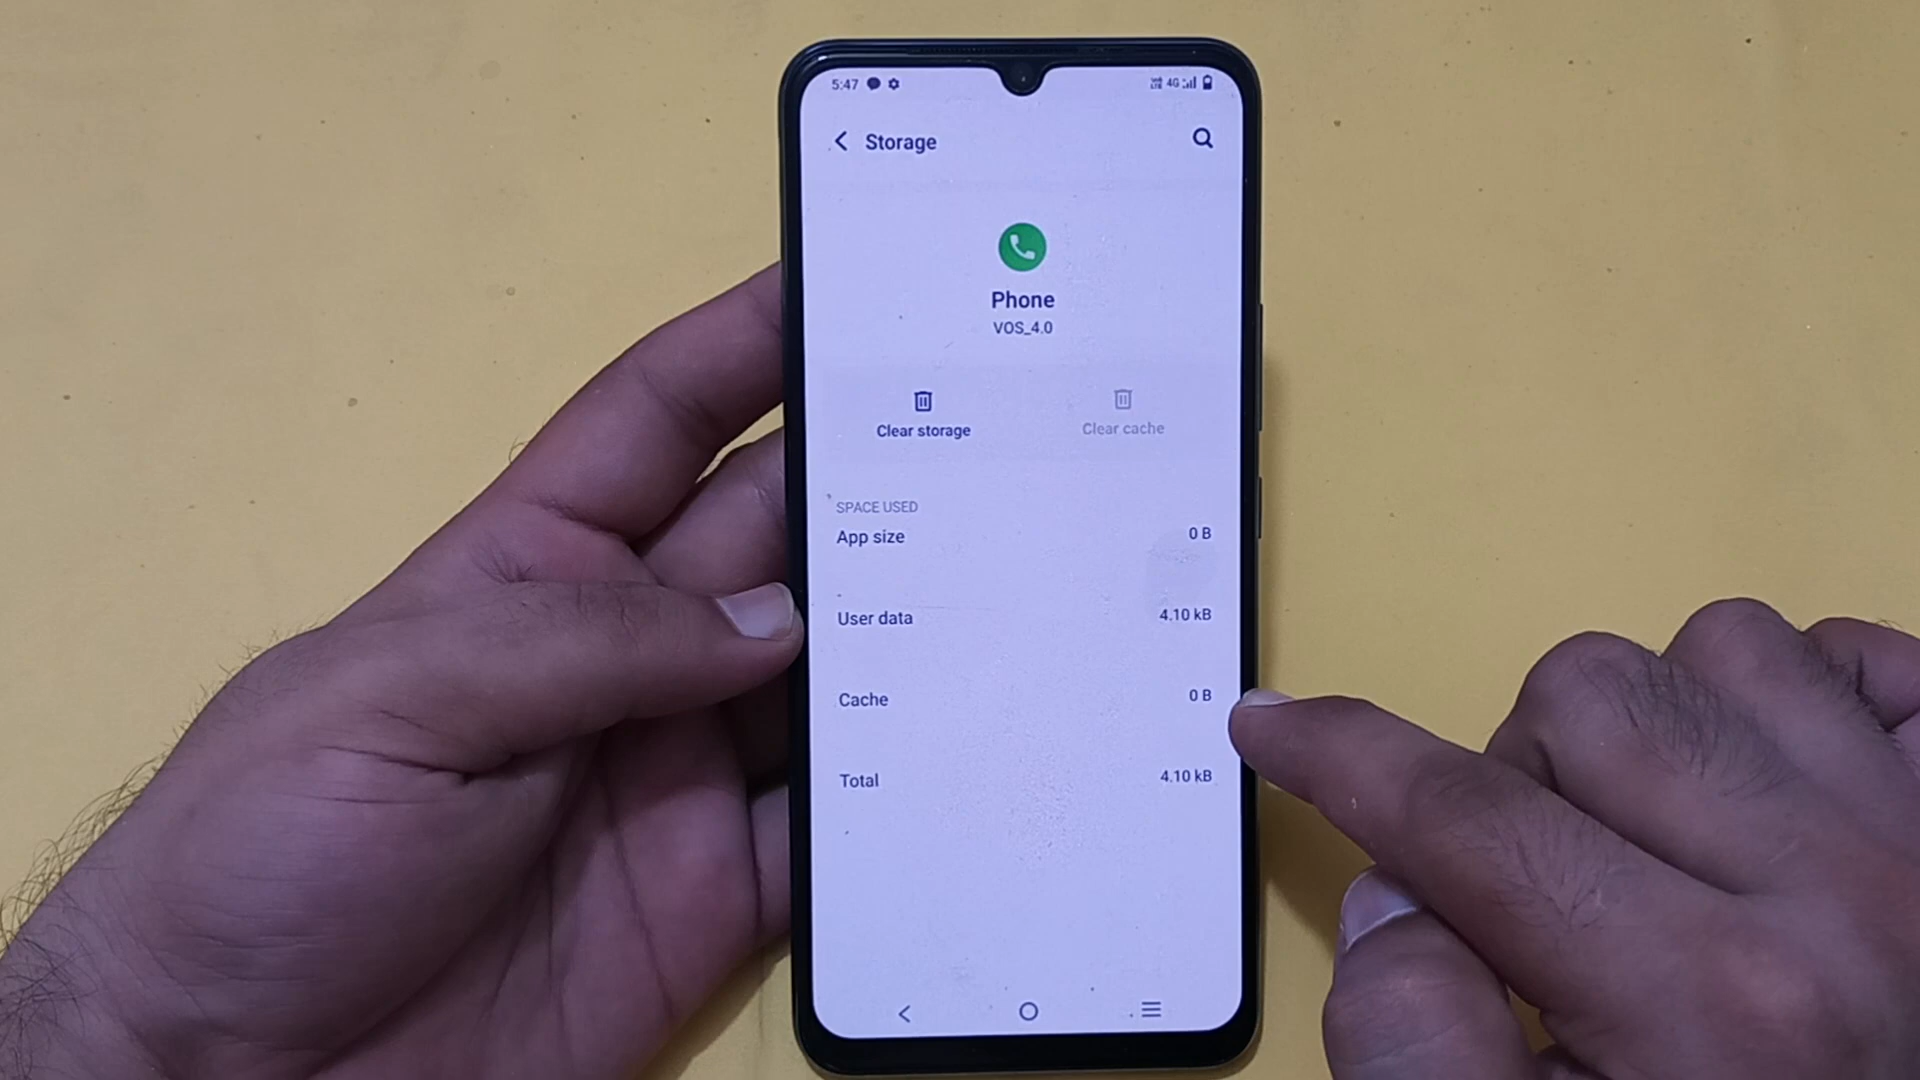 5:47
4G
Storage
Phone
VOS_4.0
Clear storage
Clear cache
SPACE USED
App size
0 B
User data
4.10 kB
Cache
0 B
Total
4.10 kB